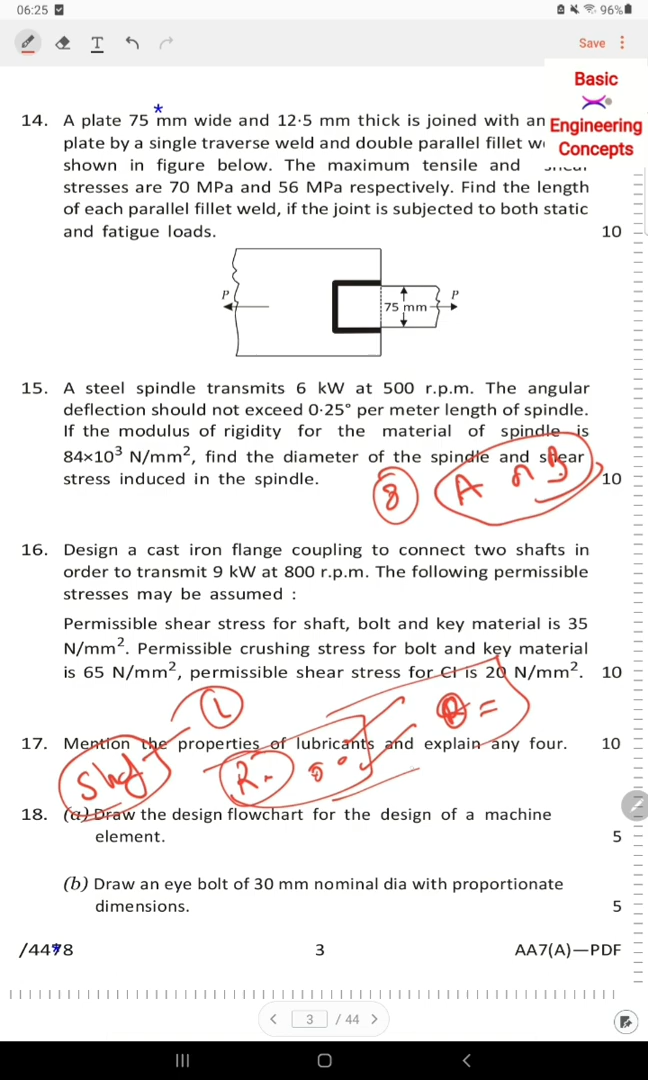 06:25
96%
T
Save
Basic
Engineering
Concepts
14. A plate 75 mm wide and 12·5 mm thick is joined with an
plate by a single traverse weld and double parallel fillet
shown in figure below. The maximum tensile and
stresses are 70 MPa and 56 MPa respectively. Find the length
of each parallel fillet weld, if the joint is subjected to both static
and fatigue loads. 10
P
P
75 mm
15. A steel spindle transmits 6 kW at 500 r.p.m. The angular
deflection should not exceed 0·25° per meter length of spindle.
If the modulus of rigidity for the material of spindle is
84×10³ N/mm², find the diameter of the spindle and shear
stress induced in the spindle. 10
8
16. Design a cast iron flange coupling to connect two shafts in
order to transmit 9 kW at 800 r.p.m. The following permissible
stresses may be assumed :
Permissible shear stress for shaft, bolt and key material is 35
N/mm². Permissible crushing stress for bolt and key material
is 65 N/mm², permissible shear stress for CI is 20 N/mm². 10
17. Mention the properties of lubricants and explain any four. 10
18. (a) Draw the design flowchart for the design of a machine
element. 5
(b) Draw an eye bolt of 30 mm nominal dia with proportionate
dimensions. 5
/4478 3 AA7(A)—PDF
3 / 44